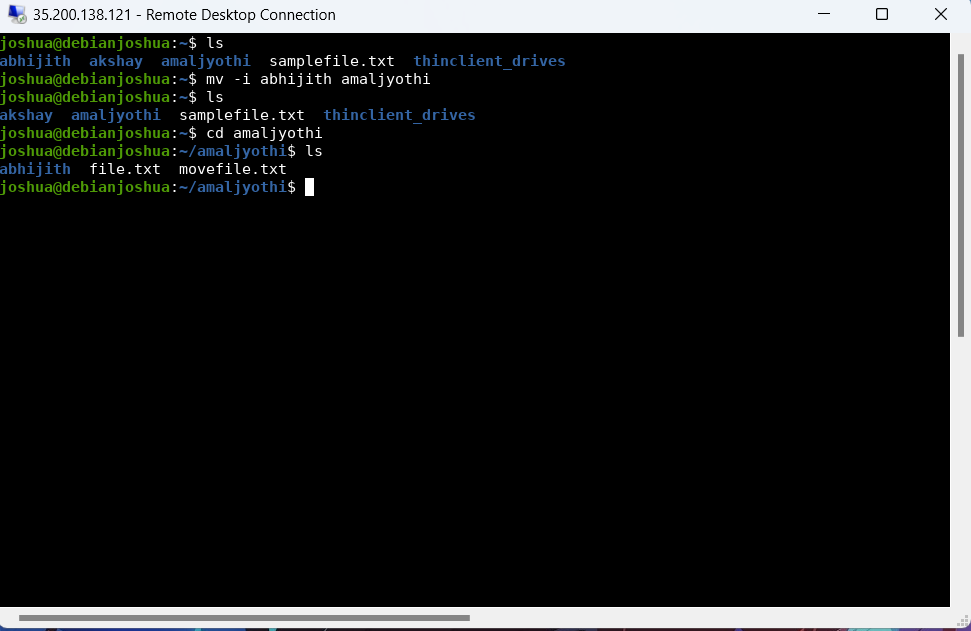 35.200.138.121 - Remote Desktop Connection
joshua@debianjoshua:~$ ls
abhijith  akshay  amaljyothi  samplefile.txt  thinclient_drives
joshua@debianjoshua:~$ mv -i abhijith amaljyothi
joshua@debianjoshua:~$ ls
akshay  amaljyothi  samplefile.txt  thinclient_drives
joshua@debianjoshua:~$ cd amaljyothi
joshua@debianjoshua:~/amaljyothi$ ls
abhijith  file.txt  movefile.txt
joshua@debianjoshua:~/amaljyothi$